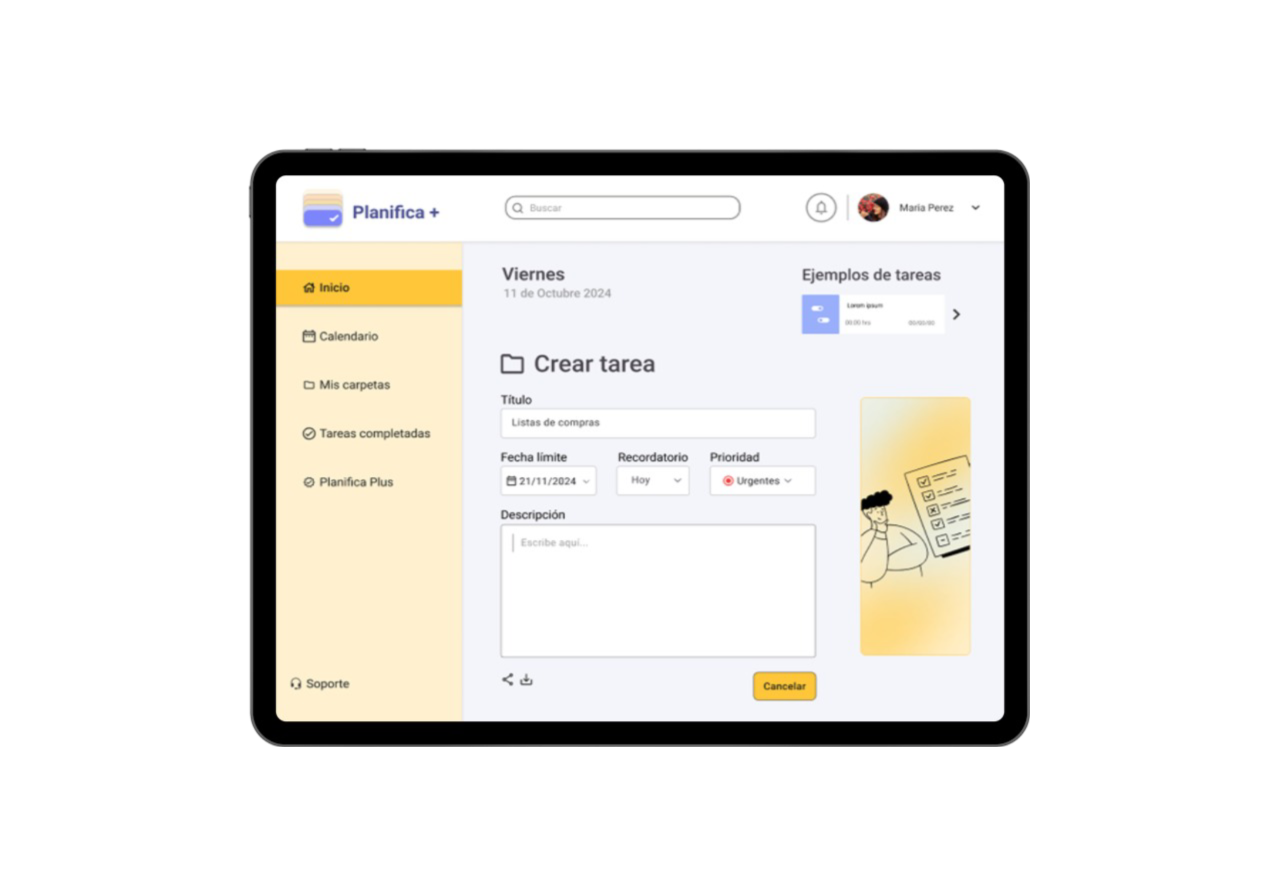 Planifica +
Buscar
Maria Perez
Inicio
Calendario
Mis carpetas
Tareas completadas
Planifica Plus
Soporte
Viernes
11 de Octubre 2024
Ejemplos de tareas
Lorem ipsum
00:00 hrs
00/00/00
Crear tarea
Título
Listas de compras
Fecha límite
Recordatorio
Prioridad
21/11/2024
Hoy
Urgentes
Descripción
Escribe aquí...
Cancelar